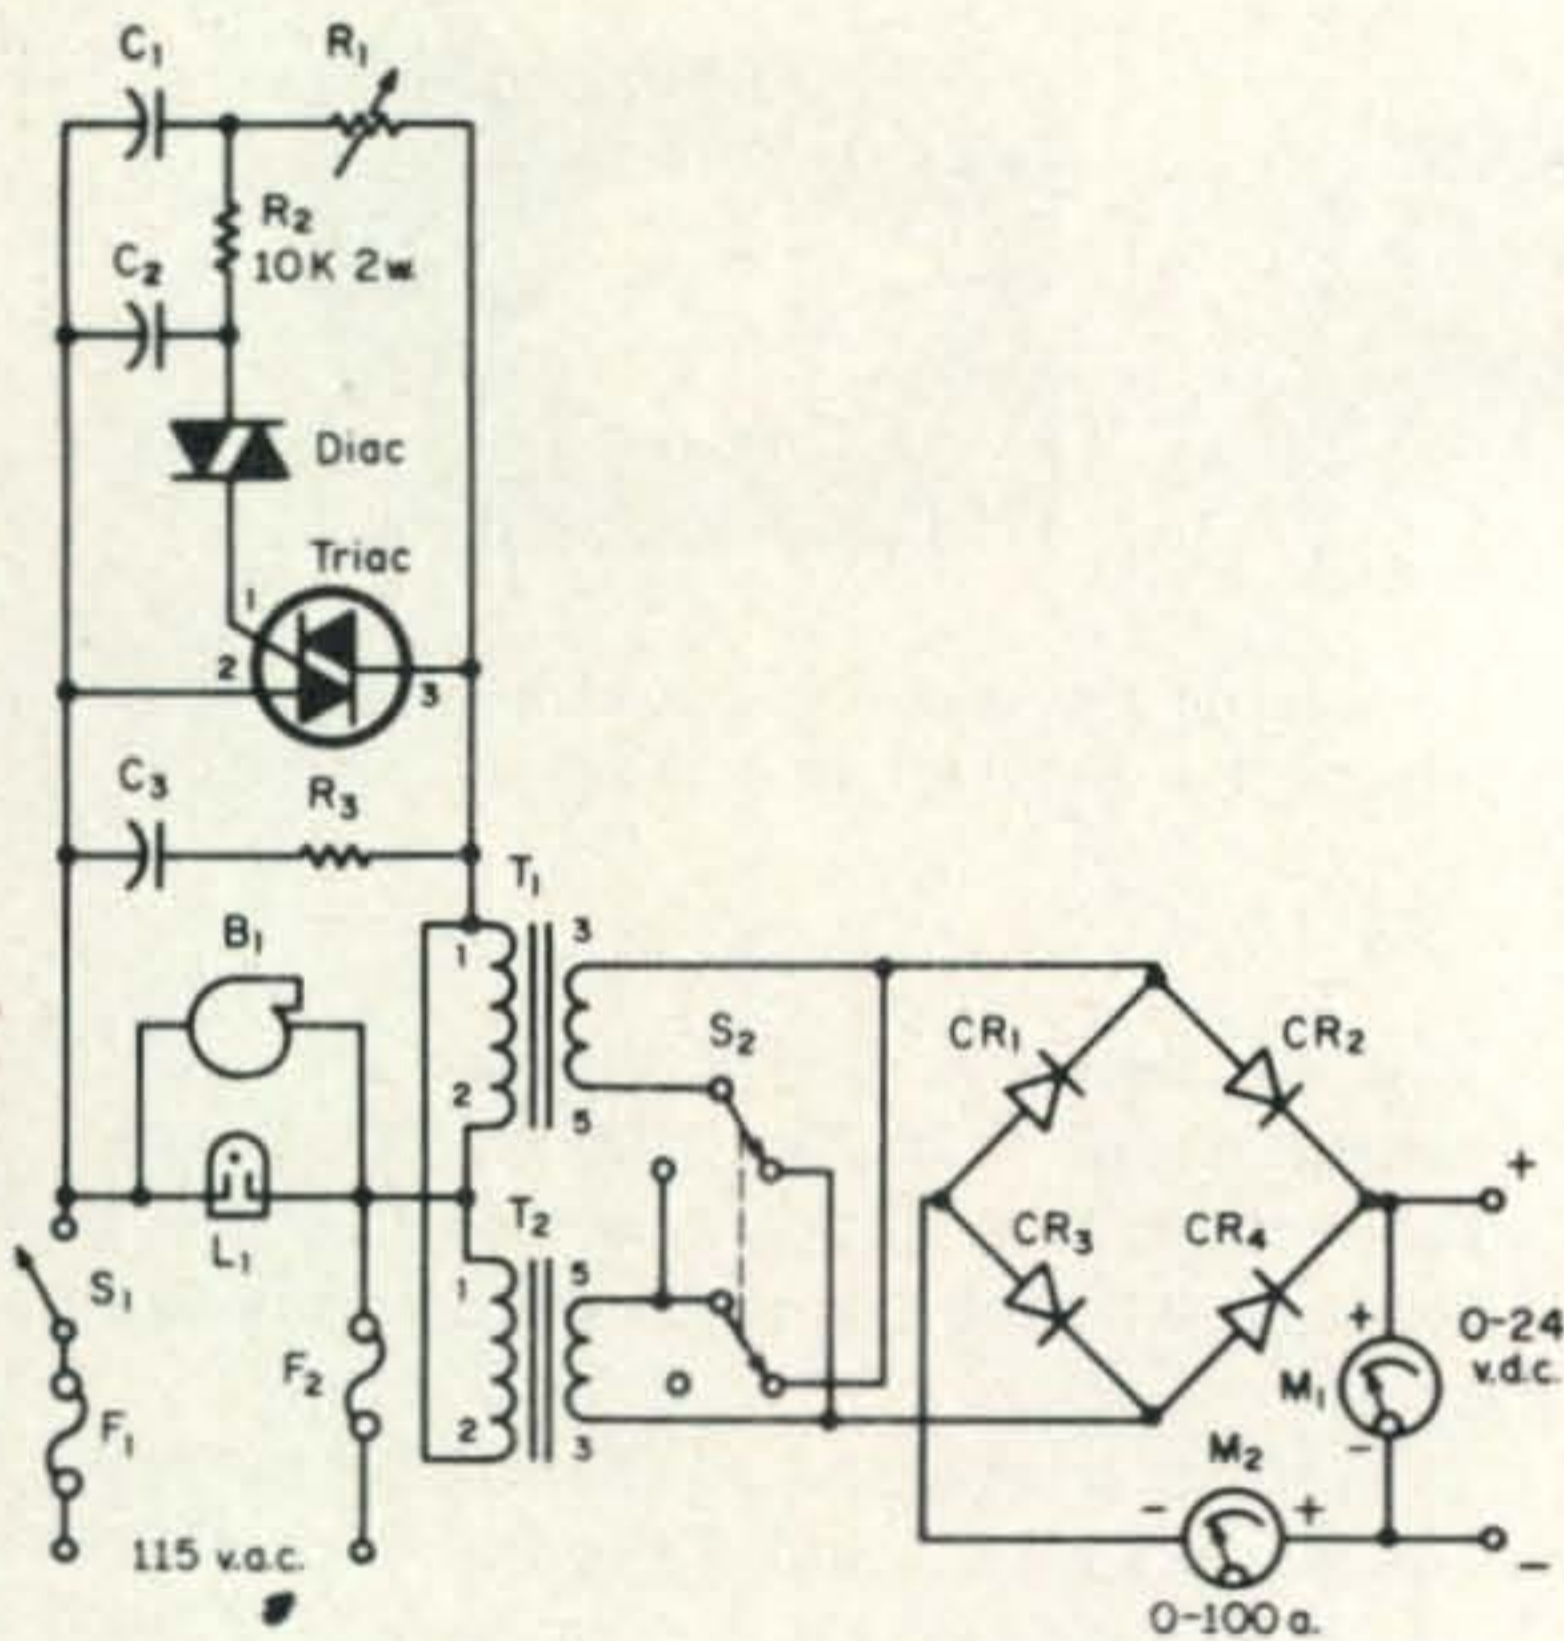 C₁ R₁
R₂
10K 2w.
C₂
Diac
Triac
1
2
3
C₃
R₃
T₁
B₁
1
3
2
5
S₂
CR₁
CR₂
L₁
T₂
CR₃
CR₄
+
S₁
1
5
F₂
+
0-24
v.d.c.
M₁
F₁
2
3
M₂
-
- +
-
115 v.a.c.
0-100 a.